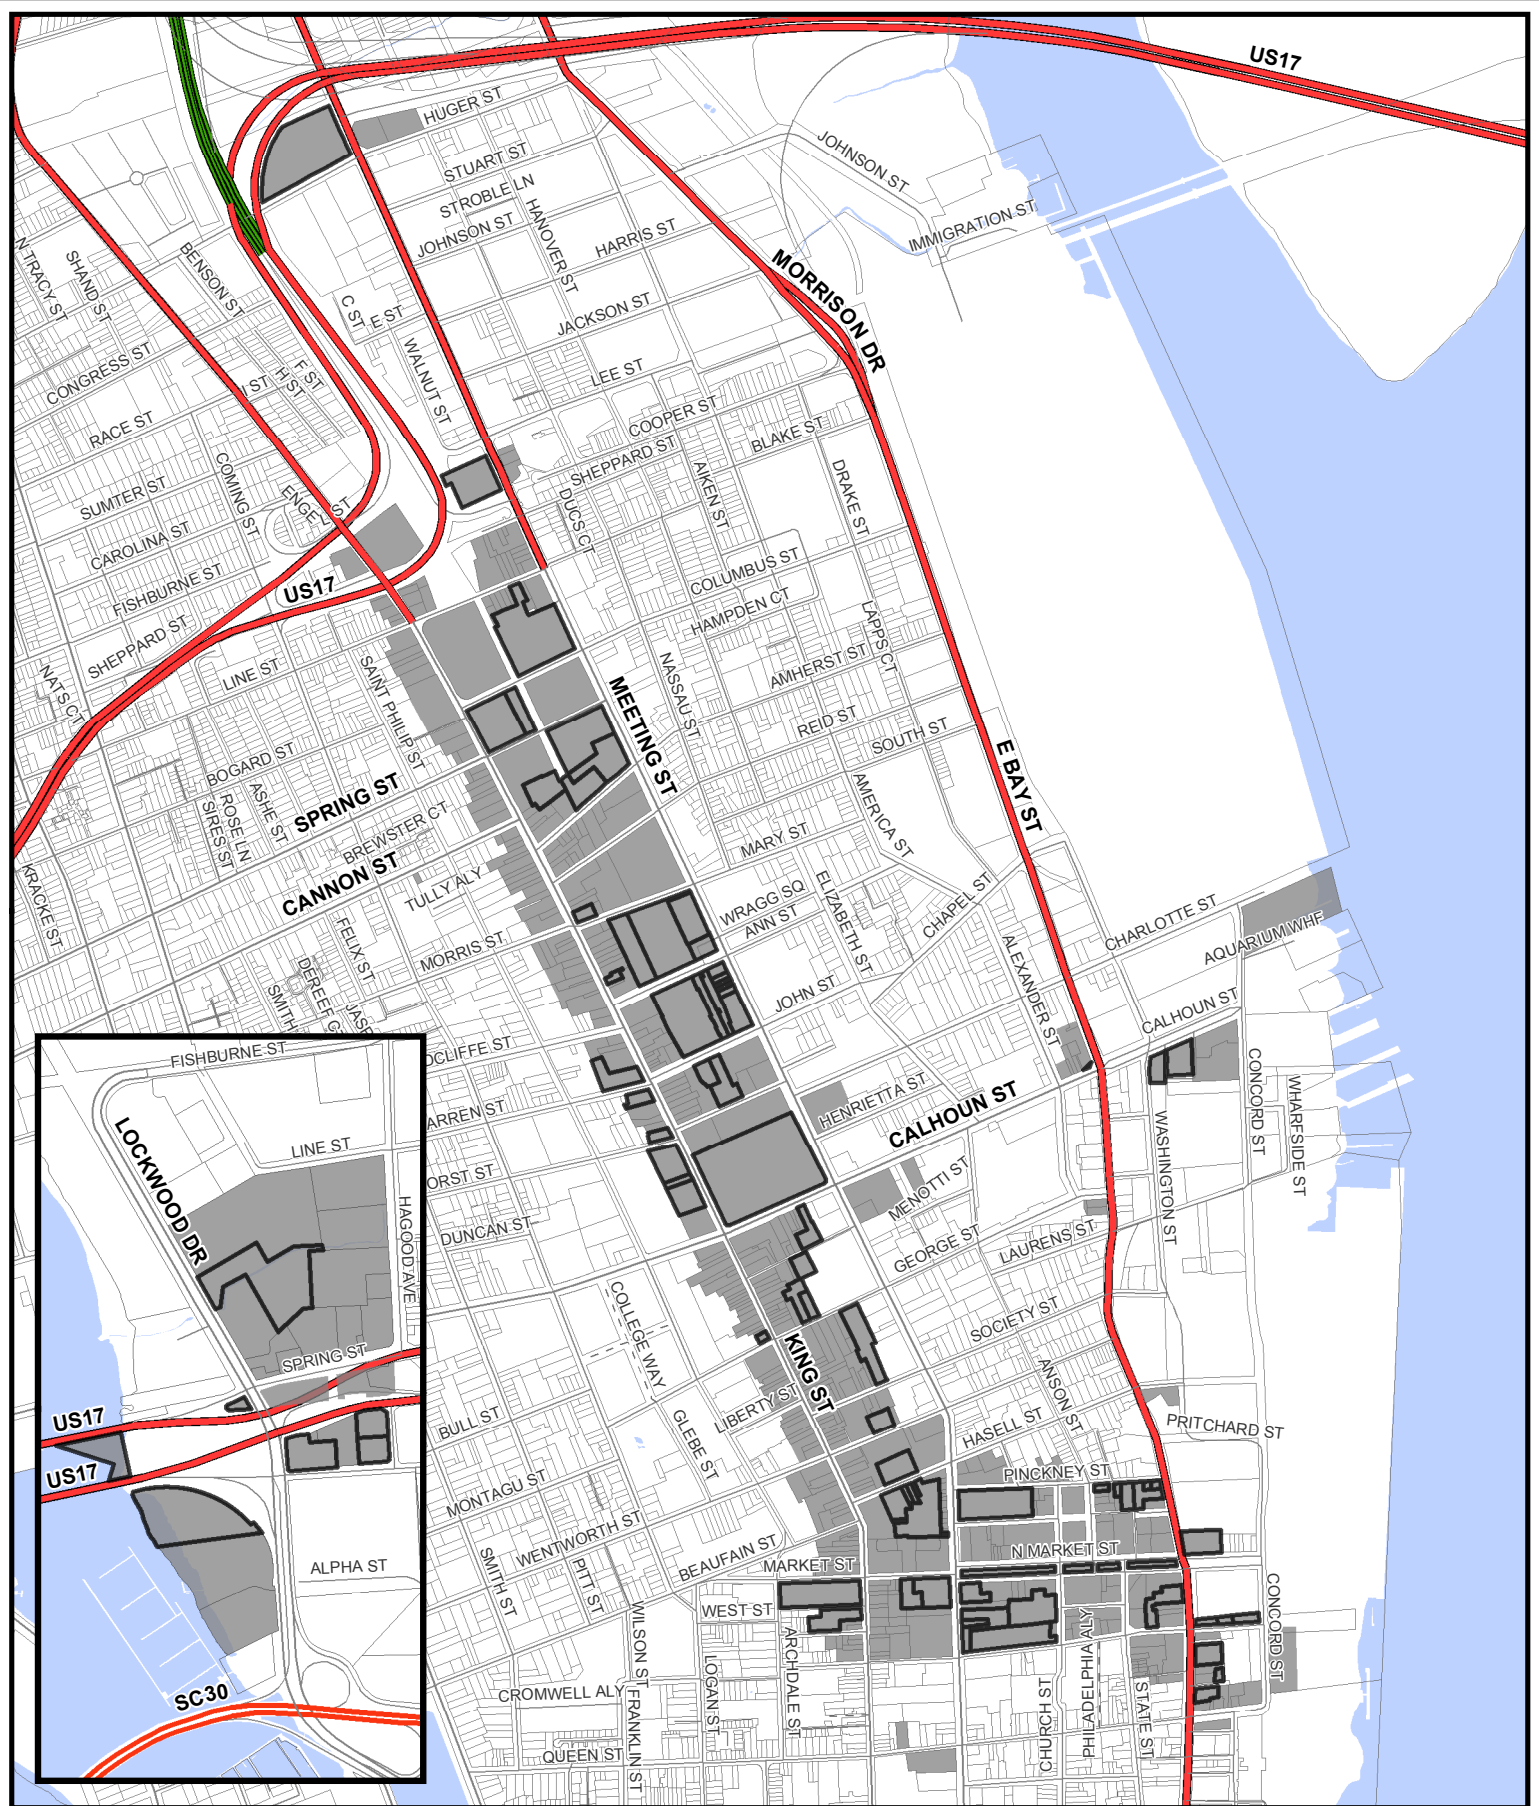 US17
HUGER ST
STUART ST
STROBLE LN
JOHNSON ST
HANOVER ST
HARRIS ST
JOHNSON ST
IMMIGRATION ST
N TRACY ST
SHAND ST
BENSON ST
C ST
E ST
JACKSON ST
MORRISON DR
CONGRESS ST
I ST
F ST
H ST
WALNUT ST
LEE ST
RACE ST
COOPER ST
SHEPPARD ST
BLAKE ST
SUMTER ST
COMING ST
ENGEL ST
AIKEN ST
DRAKE ST
DUCS CT
CAROLINA ST
FISHBURNE ST
US17
COLUMBUS ST
HAMPDEN CT
LAPPS CT
SHEPPARD ST
LINE ST
SAINT PHILIP ST
NATS CT
NASSAU ST
AMHERST ST
MEETING ST
REID ST
SOUTH ST
E BAY ST
BOGARD ST
SPRING ST
ASHE ST
ROSE LN
SIRES ST
BREWSTER CT
CANNON ST
TULLY ALY
AMERICA ST
MARY ST
KRACKE ST
WRAGG SQ
ANN ST
ELIZABETH ST
CHAPEL ST
CHARLOTTE ST
AQUARIUM WHF
FELIX ST
MORRIS ST
DEREEF C
SMITH
JASP
JOHN ST
ALEXANDER ST
CALHOUN ST
OCLIFFE ST
ARREN ST
HENRIETTA ST
CALHOUN ST
CONCORD ST
WHARFSIDE ST
WASHINGTON ST
ORST ST
DUNCAN ST
MENOTTI ST
GEORGE ST
LAURENS ST
COLLEGE WAY
KING ST
SOCIETY ST
ANSON ST
LIBERTY ST
BULL ST
GLEBE ST
HASELL ST
PRITCHARD ST
PINCKNEY ST
MONTAGU ST
WENTWORTH ST
BEAUFAIN ST
MARKET ST
N MARKET ST
SMITH ST
PITT ST
WEST ST
WILSON ST
ARCHDALE ST
LOGAN ST
PHILADELPHIA ALY
CONCORD ST
CROMWELL ALY
FRANKLIN ST
CHURCH ST
STATE ST
QUEEN ST
FISHBURNE ST
LOCKWOOD DR
LINE ST
HAGOOD AVE
SPRING ST
US17
US17
ALPHA ST
SC30